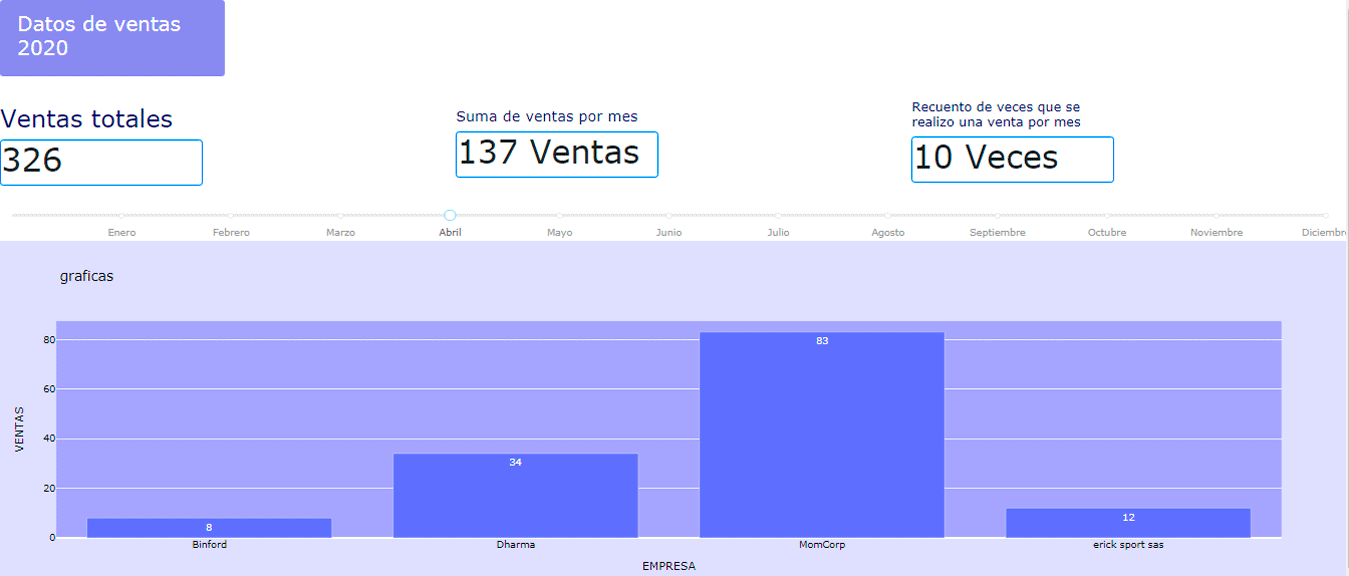 Datos de ventas
2020
Ventas totales
326
Suma de ventas por mes
137 Ventas
Recuento de veces que se
realizo una venta por mes
10 Veces
Enero Febrero Marzo Abril Mayo Junio Julio Agosto Septiembre Octubre Noviembre Diciembr
graficas
80
60
40
20
0
VENTAS
8
34
83
12
Binford Dharma MomCorp erick sport sas
EMPRESA